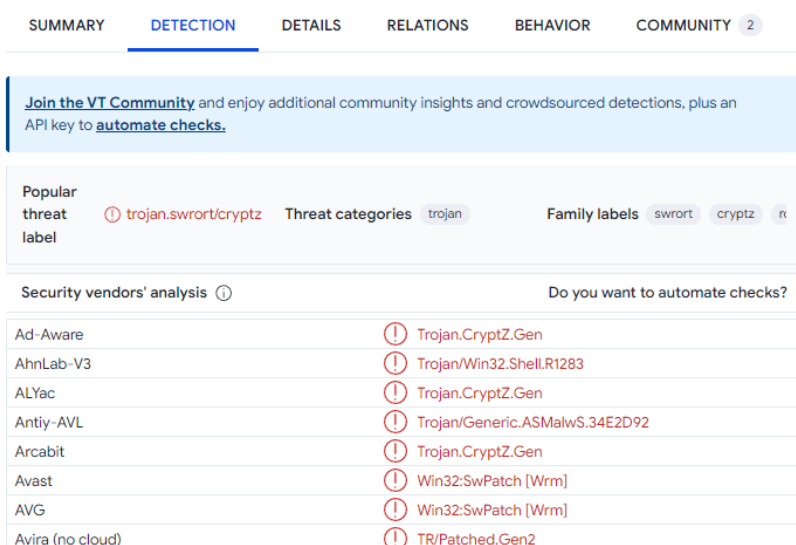 SUMMARY DETECTION DETAILS RELATIONS BEHAVIOR COMMUNITY 2
Join the VT Community and enjoy additional community insights and crowdsourced detections, plus an
API key to automate checks.
Popular
threat
label
trojan.swrort/cryptz Threat categories trojan Family labels swrort cryptz
Security vendors' analysis Do you want to automate checks?
Ad-Aware Trojan.CryptZ.Gen
AhnLab-V3 Trojan/Win32.Shell.R1283
ALYac Trojan.CryptZ.Gen
Antiy-AVL Trojan/Generic.ASMalwS.34E2D92
Arcabit Trojan.CryptZ.Gen
Avast Win32:SwPatch [Wrm]
AVG Win32:SwPatch [Wrm]
Avira (no cloud) TR/Patched.Gen2